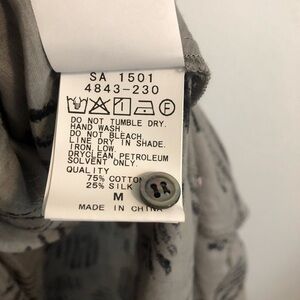 SA 1501
4843-230
DO NOT TUMBLE DRY.
HAND WASH.
DO NOT BLEACH.
LINE DRY IN SHADE.
IRON, LOW.
DRYCLEAN, PETROLEUM
SOLVENT ONLY.
QUALITY
75% COTTON
25% SILK
M
MADE IN CHINA